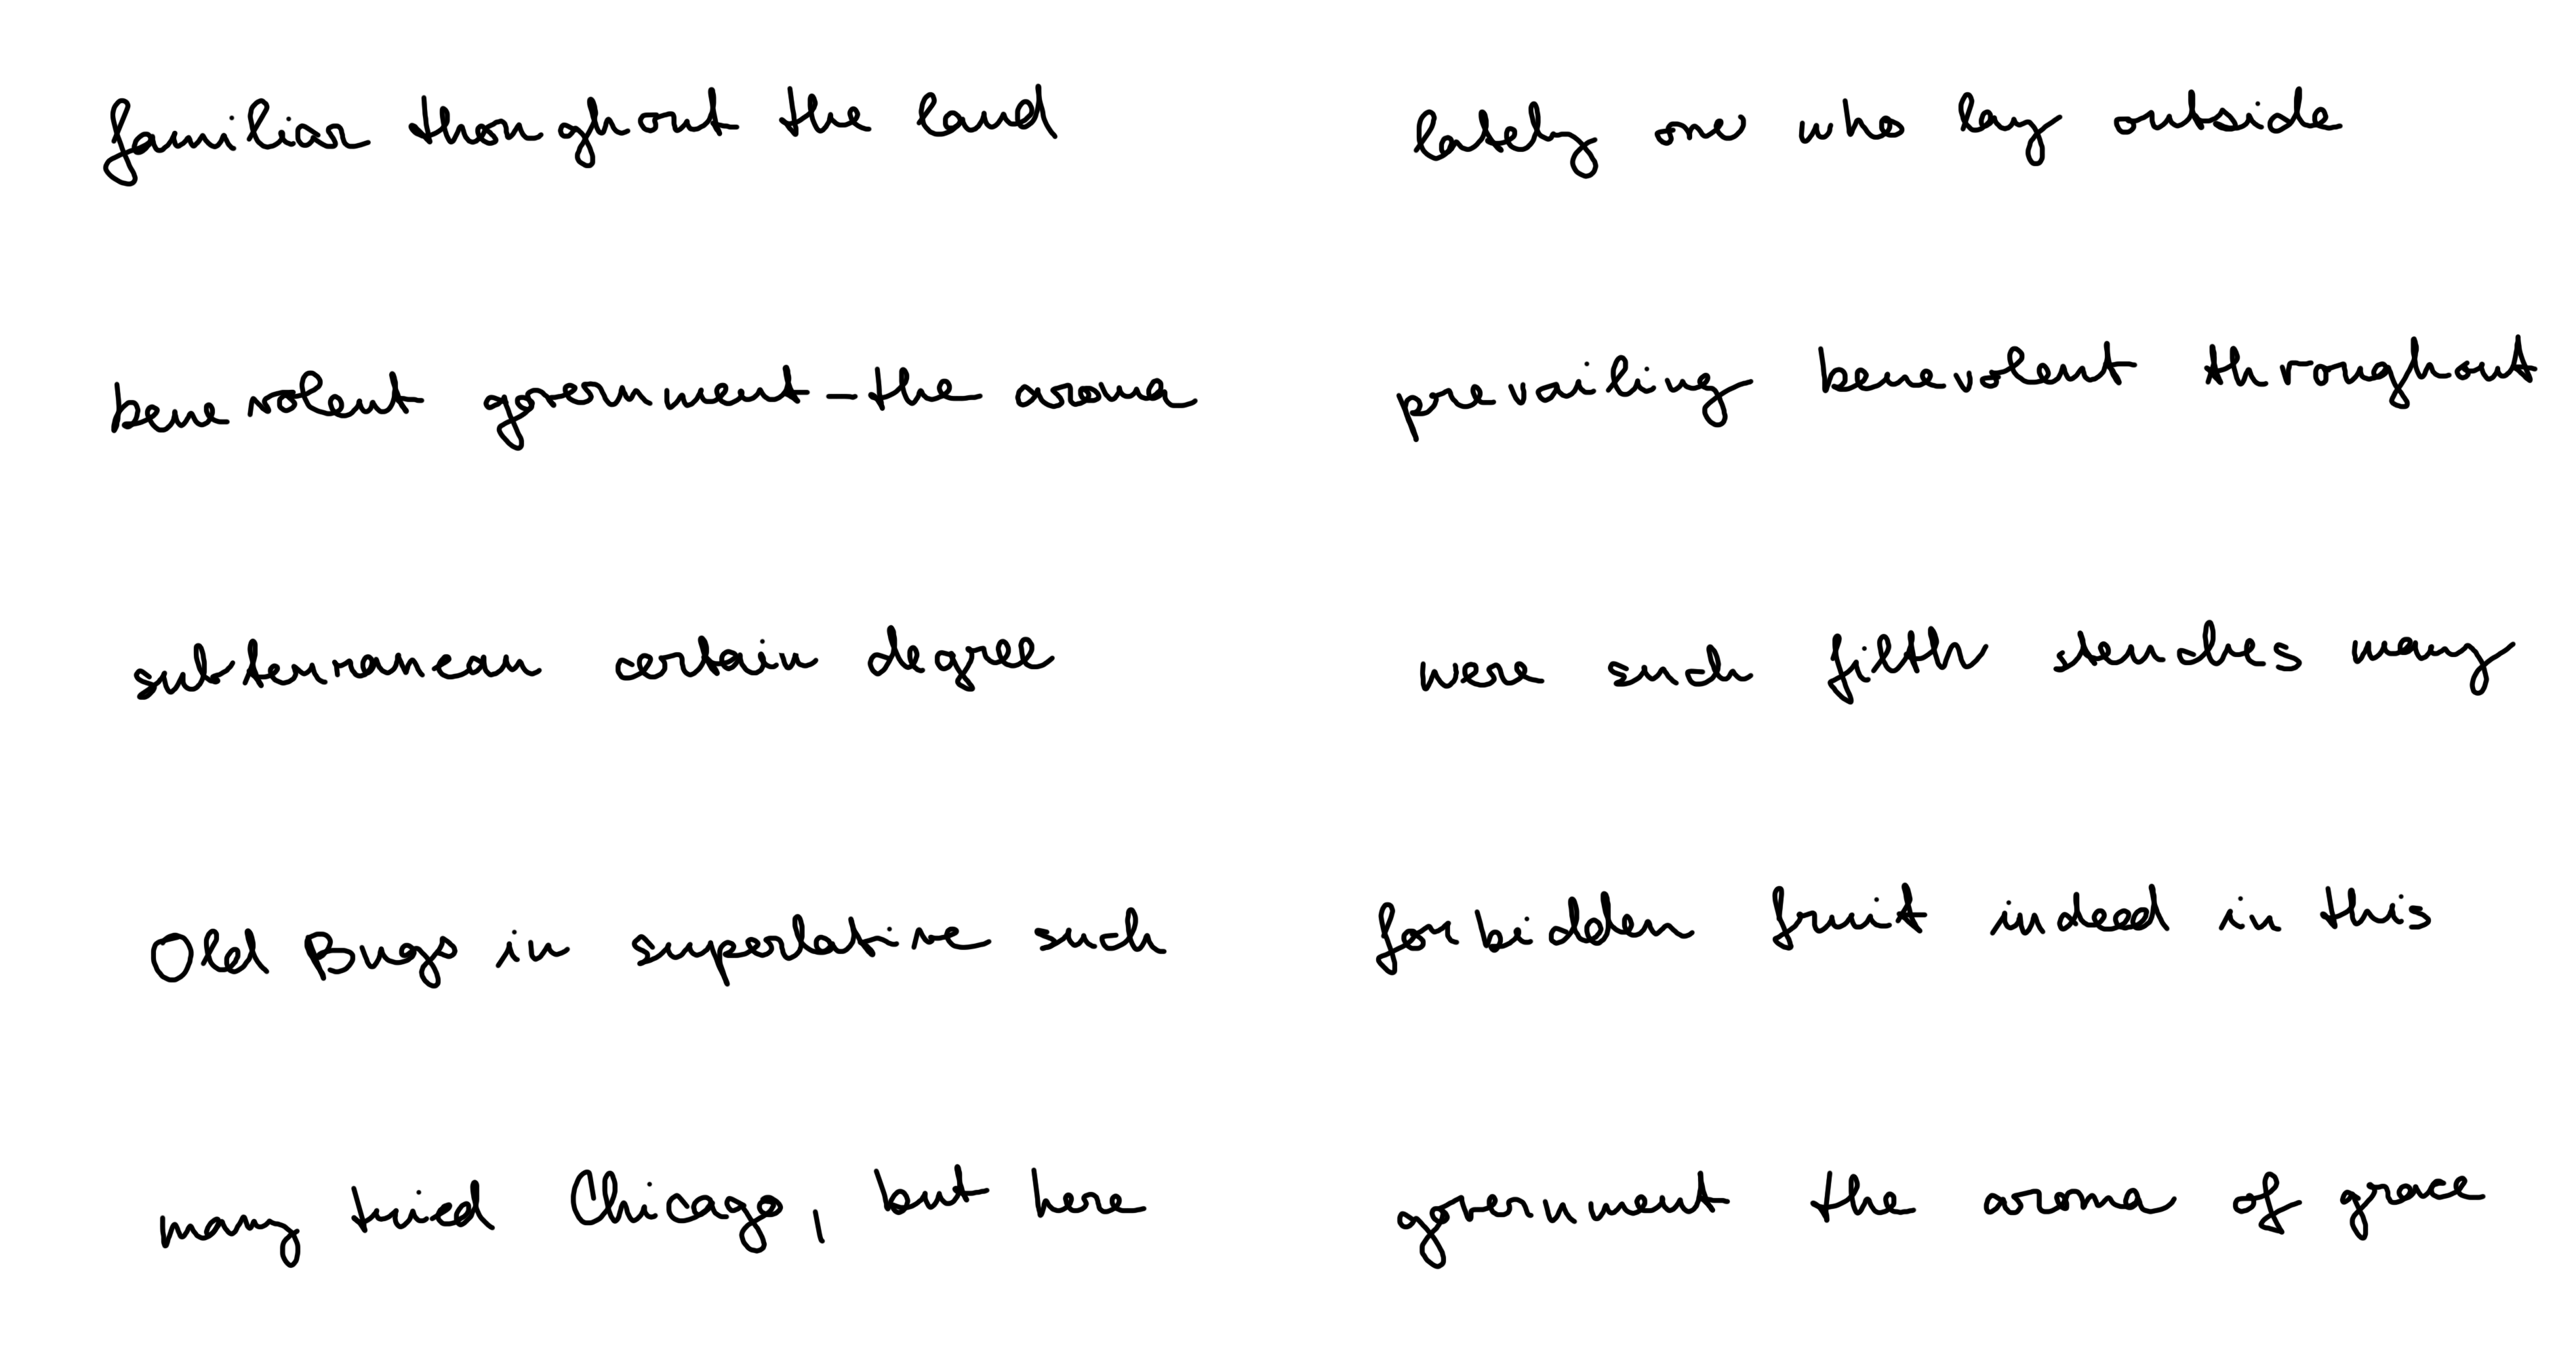 familiar thoughout the land
lately one who lay outside
benevolent government - the aroma
prevailing benevolent throughout
subterranean certain degree
were such filth stenches many
Old Bugs in superlative such
forbidden fruit indeed in this
many tried Chicago, but here
government the aroma of grace